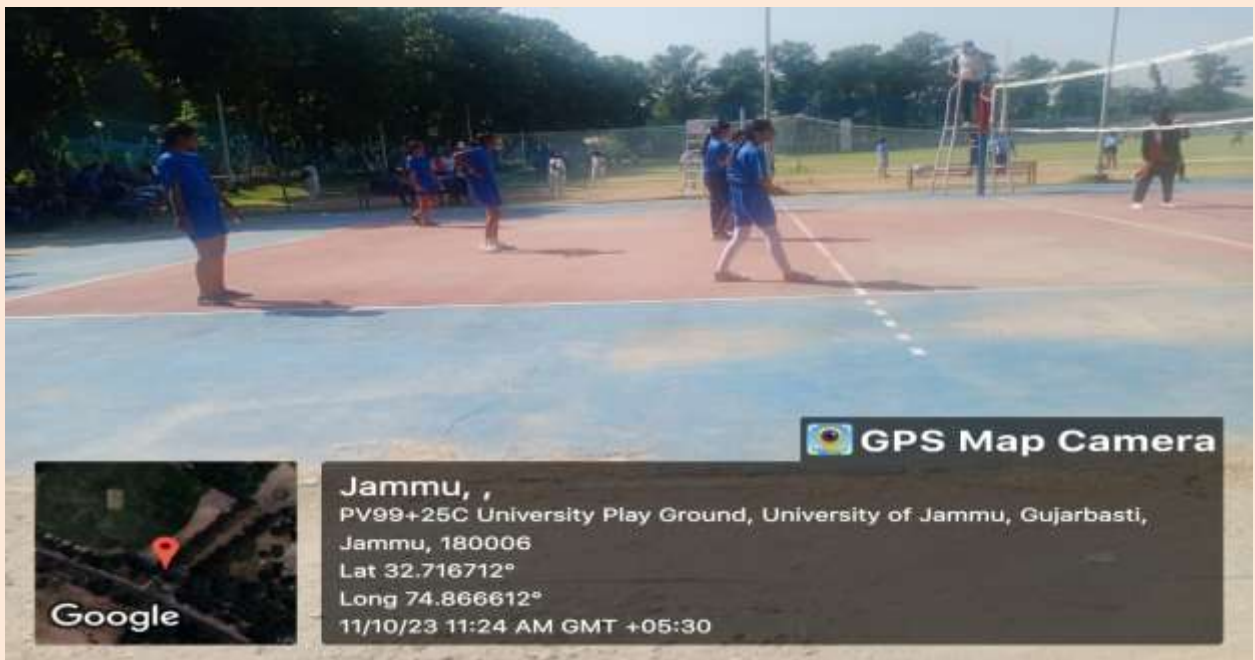 GPS Map Camera
Jammu, ,
PV99+25C University Play Ground, University of Jammu, Gujarbasti,
Jammu, 180006
Lat 32.716712°
Long 74.866612°
11/10/23 11:24 AM GMT +05:30
Google